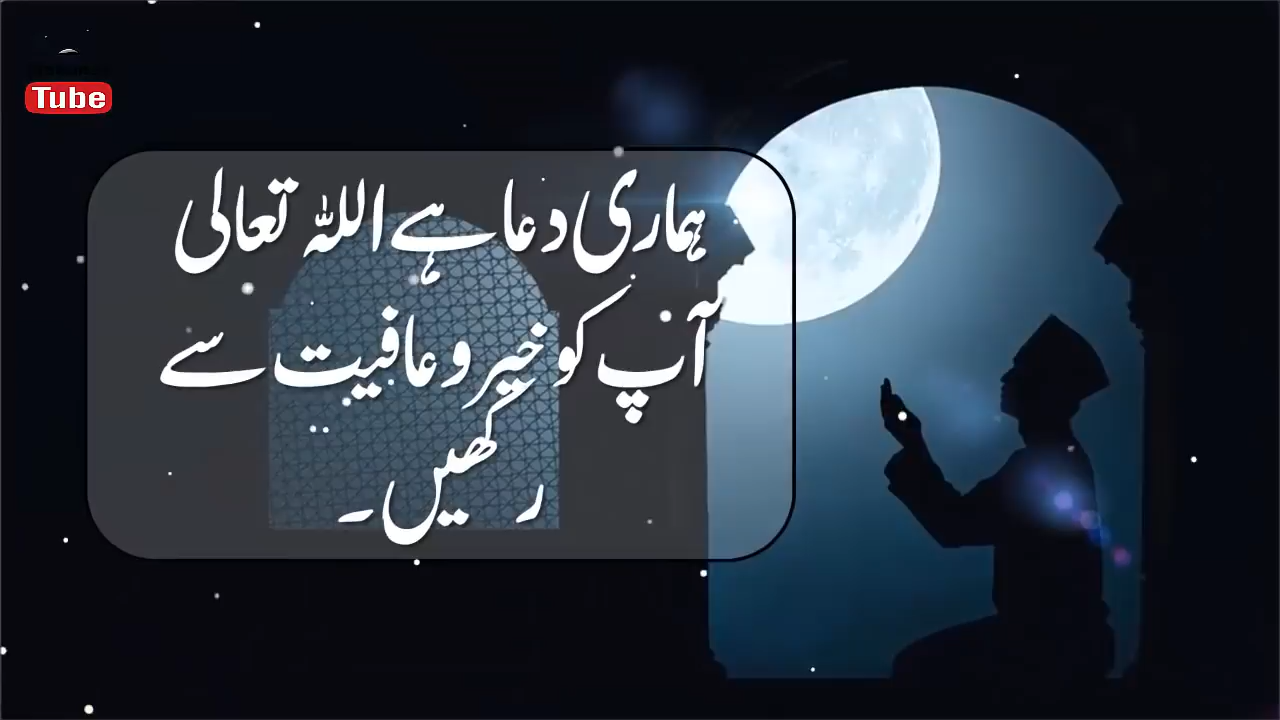 Tube
ہماری دعا ہے اللہ تعالی
آپ کو خیر و عافیت سے
رکھیں۔